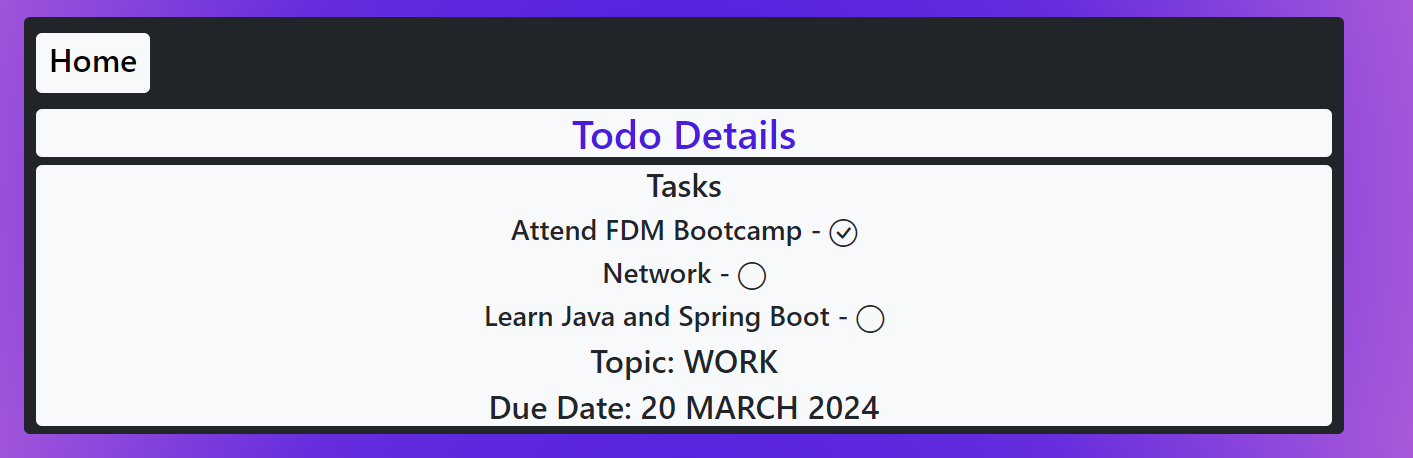 Home
Todo Details
Tasks
Attend FDM Bootcamp -
Network -
Learn Java and Spring Boot -
Topic: WORK
Due Date: 20 MARCH 2024